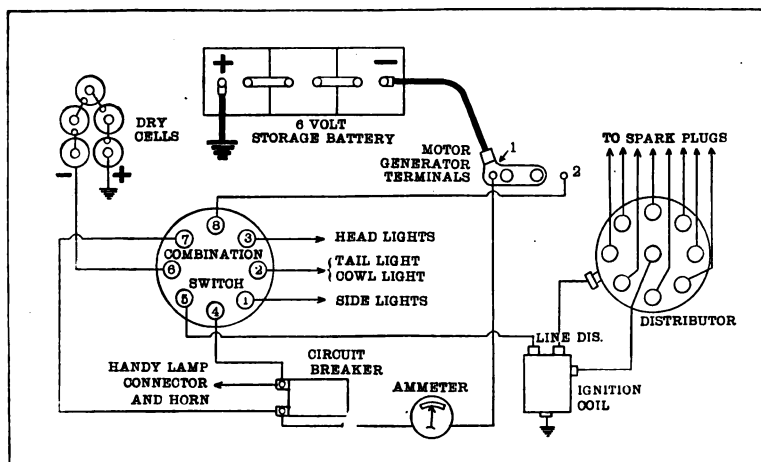 + −
6 VOLT
STORAGE BATTERY
DRY
CELLS
− +
MOTOR
GENERATOR
TERMINALS
1
2
TO SPARK PLUGS
8
7
3
HEAD LIGHTS
COMBINATION
6
2
TAIL LIGHT
COWL LIGHT
SWITCH
5
1
SIDE LIGHTS
4
DISTRIBUTOR
LINE DIS.
HANDY LAMP
CONNECTOR
AND HORN
CIRCUIT
BREAKER
AMMETER
IGNITION
COIL